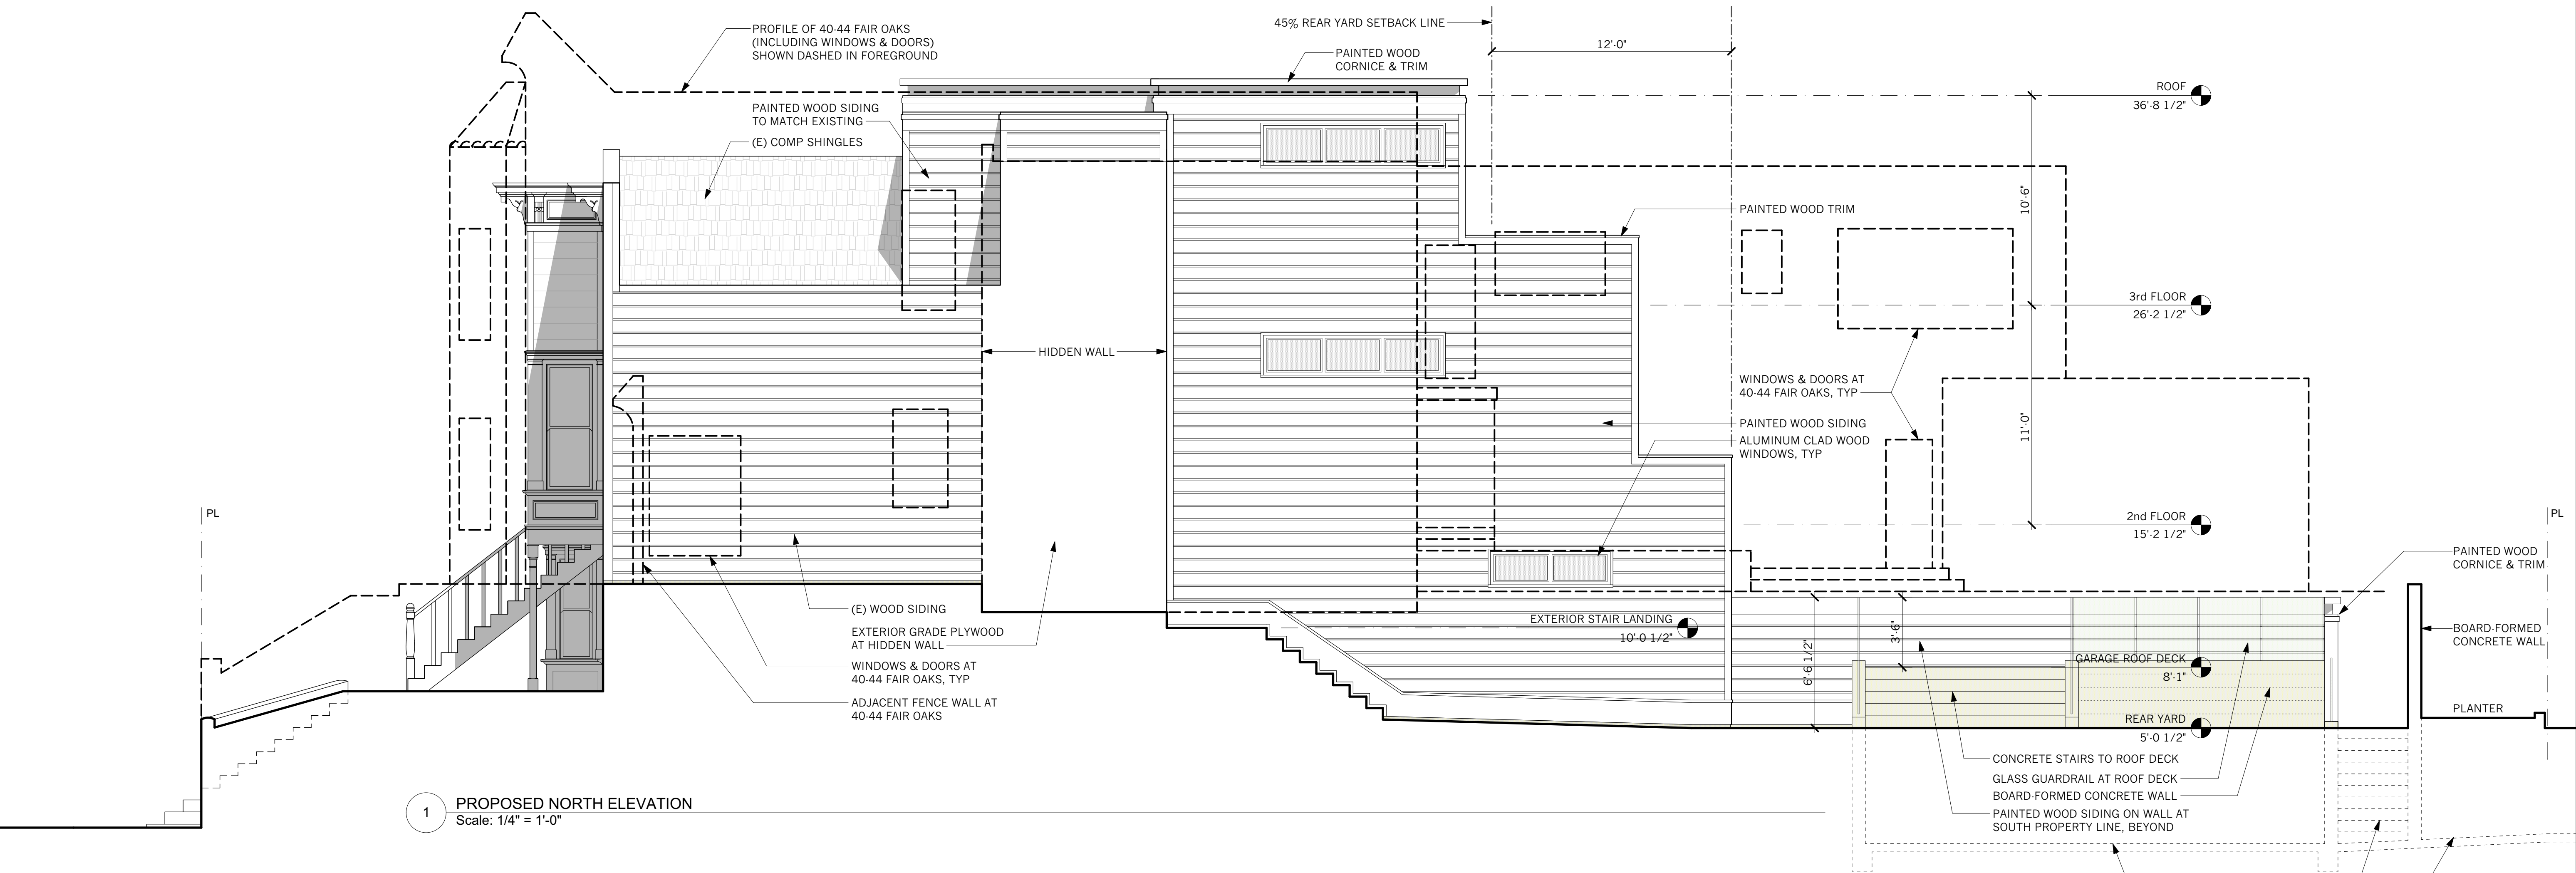 PROFILE OF 40-44 FAIR OAKS
(INCLUDING WINDOWS & DOORS)
SHOWN DASHED IN FOREGROUND
45% REAR YARD SETBACK LINE
12'-0"
PAINTED WOOD
CORNICE & TRIM
PAINTED WOOD SIDING
TO MATCH EXISTING
(E) COMP SHINGLES
ROOF
36'-8 1/2"
10'-6"
PAINTED WOOD TRIM
3rd FLOOR
26'-2 1/2"
HIDDEN WALL
WINDOWS & DOORS AT
40-44 FAIR OAKS, TYP
11'-0"
PAINTED WOOD SIDING
ALUMINUM CLAD WOOD
WINDOWS, TYP
PL
PL
2nd FLOOR
15'-2 1/2"
PAINTED WOOD
CORNICE & TRIM
(E) WOOD SIDING
EXTERIOR GRADE PLYWOOD
AT HIDDEN WALL
WINDOWS & DOORS AT
40-44 FAIR OAKS, TYP
ADJACENT FENCE WALL AT
40-44 FAIR OAKS
EXTERIOR STAIR LANDING
10'-0 1/2"
6'-6 1/2"
3'-6"
BOARD-FORMED
CONCRETE WALL
GARAGE ROOF DECK
8'-1"
PLANTER
REAR YARD
5'-0 1/2"
CONCRETE STAIRS TO ROOF DECK
GLASS GUARDRAIL AT ROOF DECK
BOARD-FORMED CONCRETE WALL
PAINTED WOOD SIDING ON WALL AT
SOUTH PROPERTY LINE, BEYOND
1
PROPOSED NORTH ELEVATION
Scale: 1/4" = 1'-0"